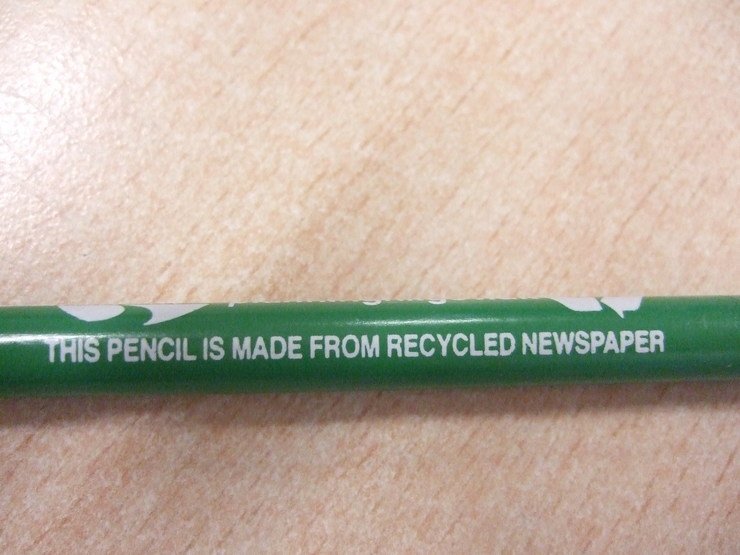 THIS PENCIL IS MADE FROM RECYCLED NEWSPAPER